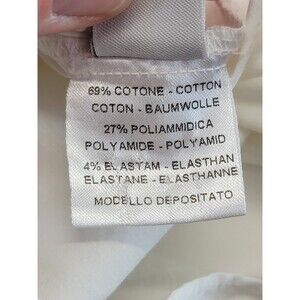 69% COTONE - COTTON
COTON - BAUMWOLLE
27% POLIAMMIDICA
POLYAMIDE - POLYAMID
4% ELASTAM - ELASTHAN
ELASTANE - ELASTHANNE
MODELLO DEPOSITATO